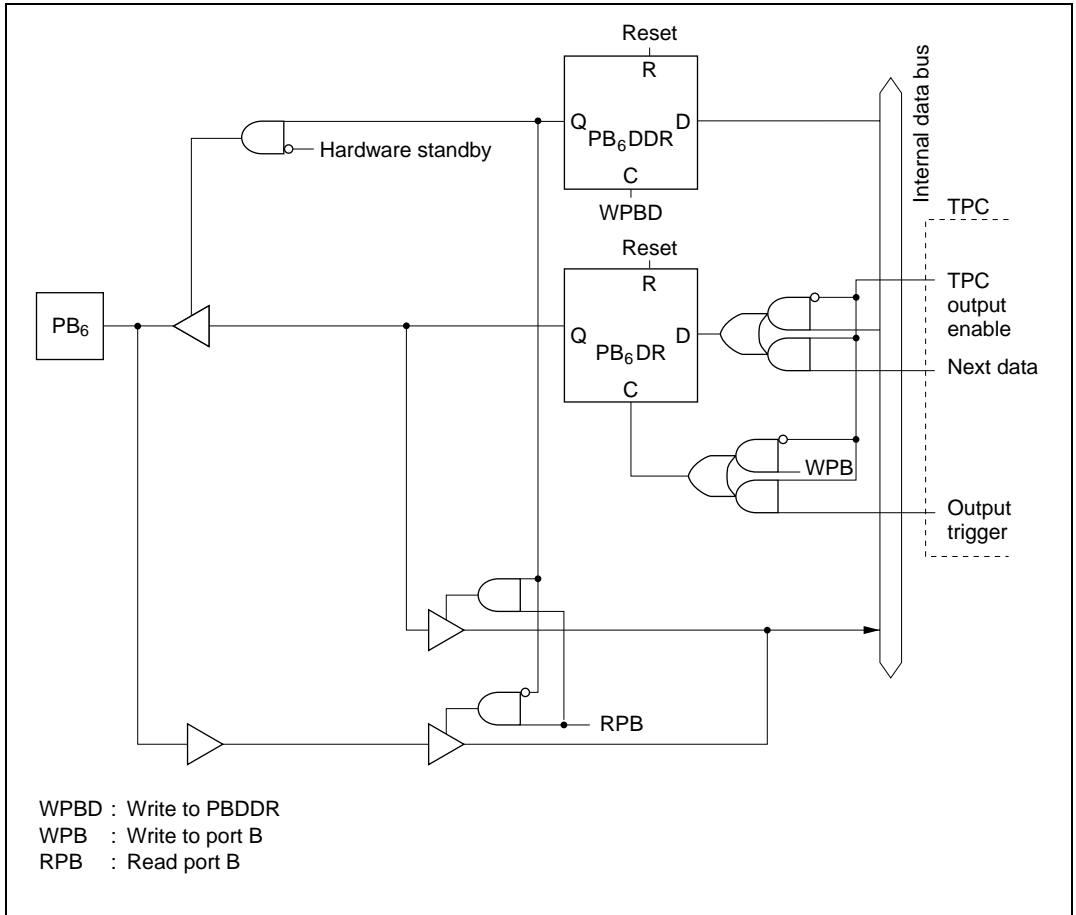 Reset
R
Q
D
PB6DDR
C
WPBD
Hardware standby
Internal data bus
TPC
Reset
R
TPC
output
enable
PB6
Q
D
PB6DR
C
Next data
WPB
Output
trigger
RPB
WPBD : Write to PBDDR
WPB : Write to port B
RPB : Read port B